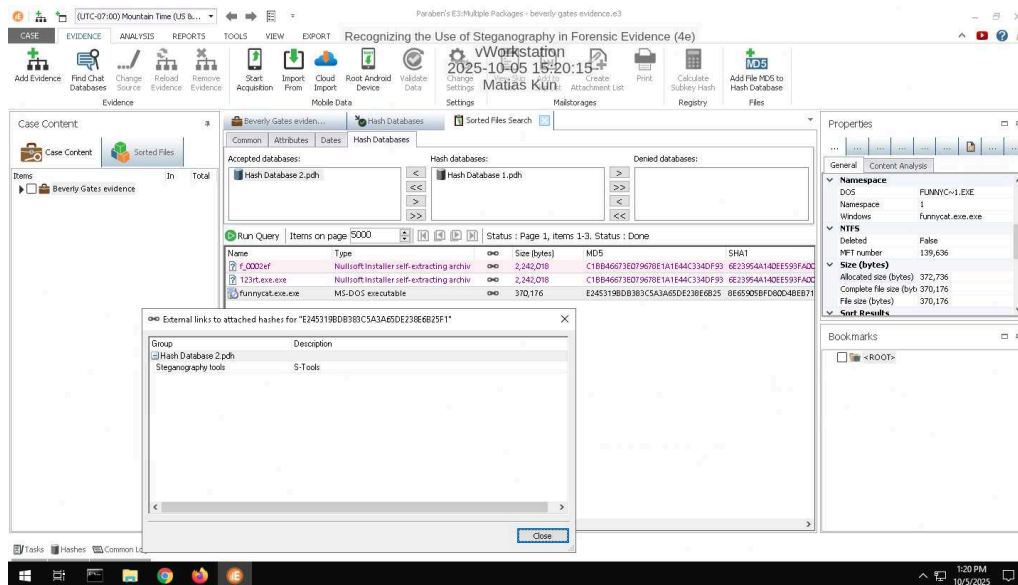 (UTC-07:00) Mountain Time (US &...
Paraben's E3:Multiple Packages - beverly gates evidence.e3
CASE EVIDENCE ANALYSIS REPORTS TOOLS VIEW EXPORT
Recognizing the Use of Steganography in Forensic Evidence (4e)
vWorkstation
2025-10-05 15:20:15
Matias Kuri
Add Evidence Find Chat Databases Change Source Reload Evidence Remove Evidence
Start Acquisition Import From Cloud Import Root Android Device Validate Data
Change Settings Create Attachment List Print Calculate Subkey Hash Add File MD5 to Hash Database
Evidence Mobile Data Settings Mailstorages Registry Files
Case Content
Case Content Sorted Files
Items In Total
Beverly Gates evidence
Beverly Gates eviden... Hash Databases Sorted Files Search
Common Attributes Dates Hash Databases
Accepted databases: Hash databases: Denied databases:
Hash Database 2.pdh < Hash Database 1.pdh >
<< >>
> <
>> <<
Run Query Items on page 5000 Status : Page 1, items 1-3. Status : Done
Name Type Size (bytes) MD5 SHA1
f_0002ef Nullsoft Installer self-extracting archiv 2,242,018 C1BB46673E079678E1A1E44C334DF93 6E23954A140EE593FA0C
123rt.exe.exe Nullsoft Installer self-extracting archiv 2,242,018 C1BB46673E079678E1A1E44C334DF93 6E23954A140EE593FA0C
funnycat.exe.exe MS-DOS executable 370,176 E245319BDB383C5A3A65DE238E6B25 8E65905BFD80D4BEB71
External links to attached hashes for "E245319BDB383C5A3A65DE238E6B25F1"
Group Description
Hash Database 2.pdh
Steganography tools S-Tools
Close
Properties
... ... ... ... ... ...
General Content Analysis
Namespace
DOS FUNNYC~1.EXE
Namespace 1
Windows funnycat.exe.exe
NTFS
Deleted False
MFT number 139,636
Size (bytes)
Allocated size (bytes) 372,736
Complete file size (byt 370,176
File size (bytes) 370,176
Sort Results
Bookmarks
<ROOT>
Tasks Hashes Common Lo
1:20 PM
10/5/2025